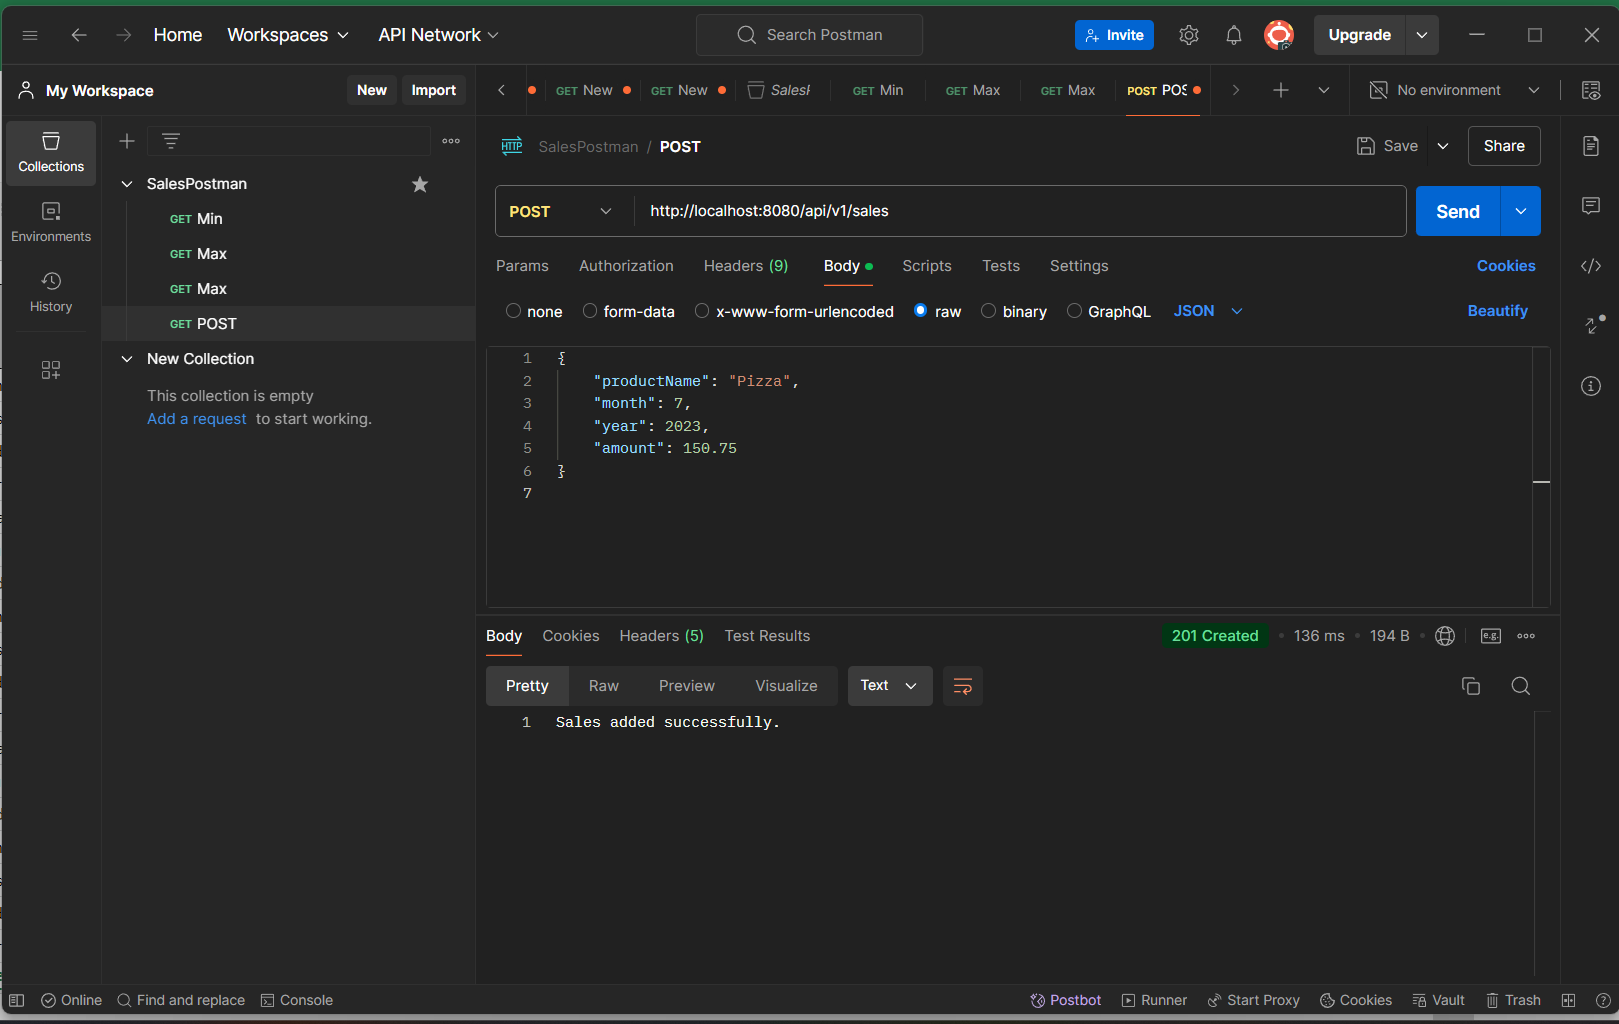 Home Workspaces API Network Search Postman Invite Upgrade
My Workspace New Import GET New GET New SalesP GET Min GET Max GET Max POST POS No environment
Collections
SalesPostman / POST Save Share
SalesPostman
GET Min
GET Max
GET Max
GET POST
New Collection
This collection is empty
Add a request to start working.
Environments
History
POST http://localhost:8080/api/v1/sales Send
Params Authorization Headers (9) Body Scripts Tests Settings Cookies
none form-data x-www-form-urlencoded raw binary GraphQL JSON Beautify
1 {
2 "productName": "Pizza",
3 "month": 7,
4 "year": 2023,
5 "amount": 150.75
6 }
7
Body Cookies Headers (5) Test Results 201 Created 136 ms 194 B e.g.
Pretty Raw Preview Visualize Text
1 Sales added successfully.
Online Find and replace Console Postbot Runner Start Proxy Cookies Vault Trash